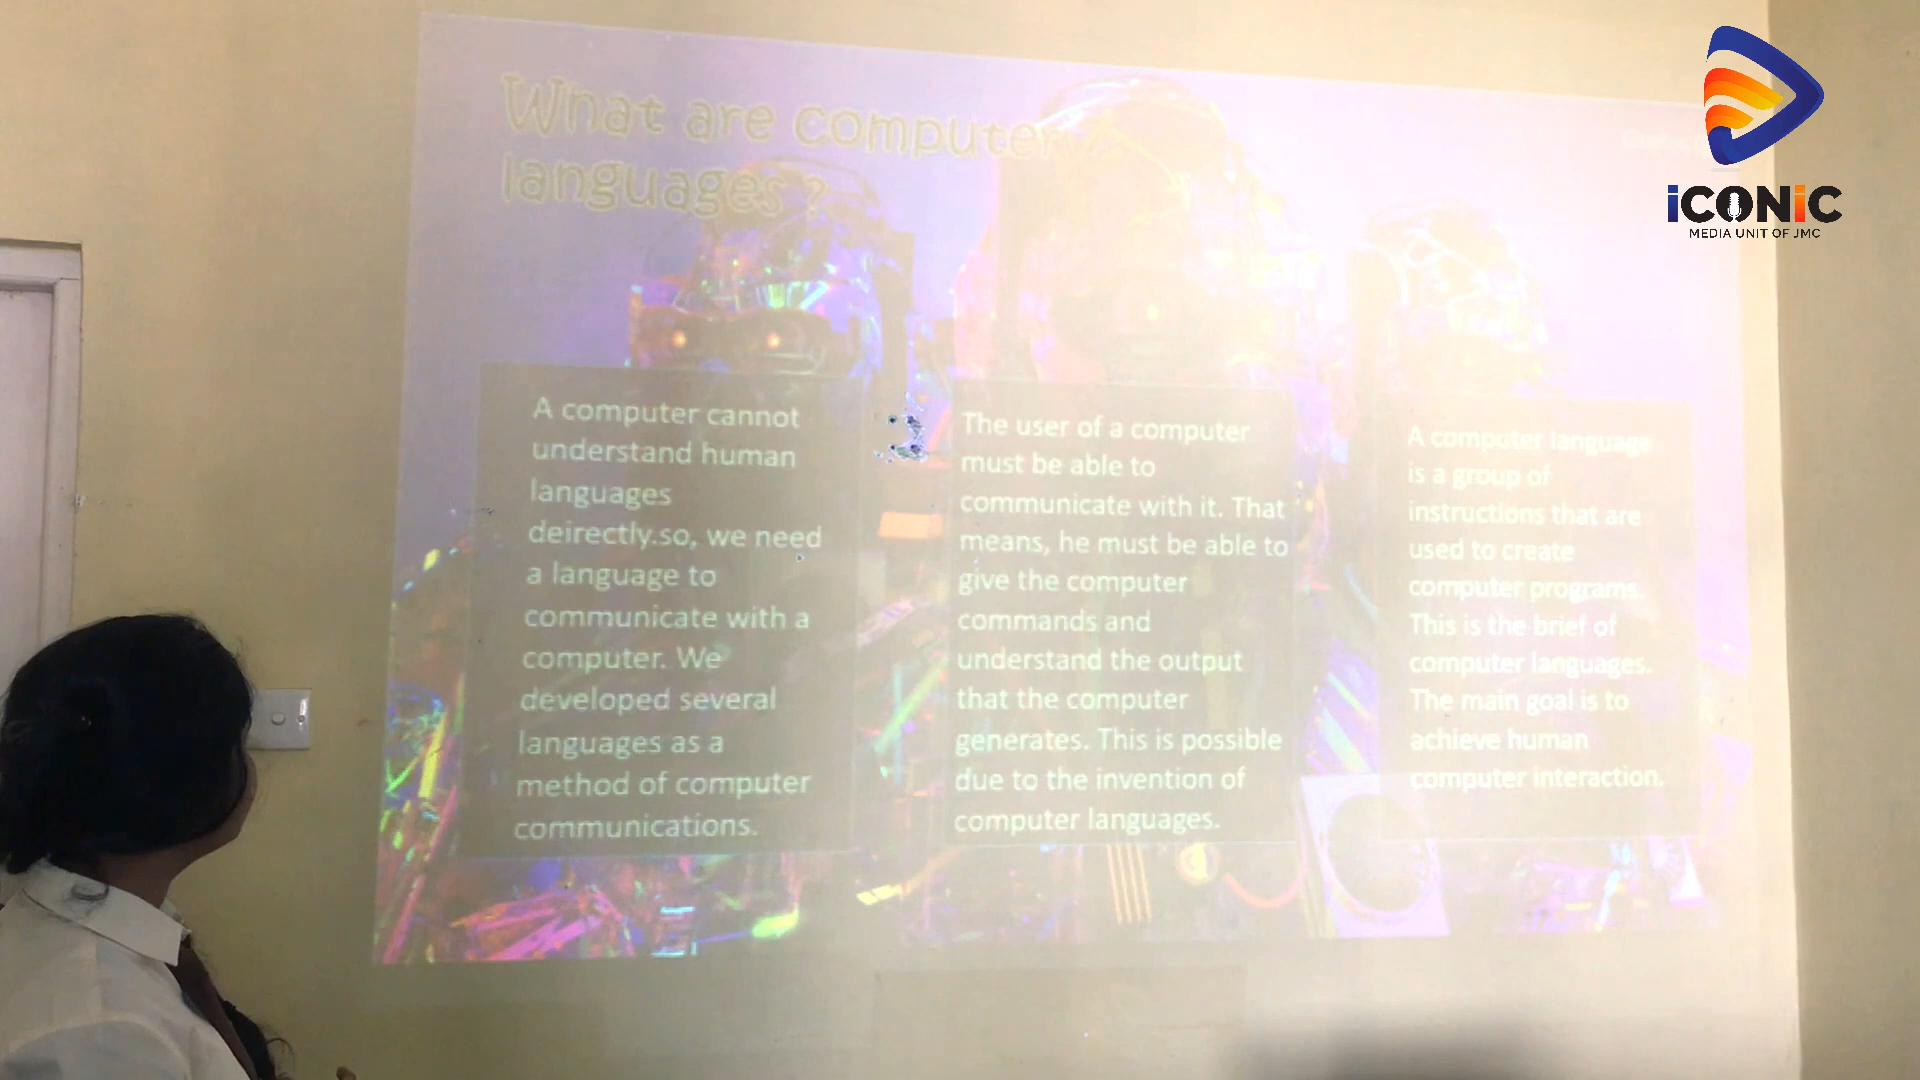 What are computer
languages ?
A computer cannot
understand human
languages
deirectly.so, we need
a language to
communicate with a
computer. We
developed several
languages as a
method of computer
communications.
The user of a computer
must be able to
communicate with it. That
means, he must be able to
give the computer
commands and
understand the output
that the computer
generates. This is possible
due to the invention of
computer languages.
A computer language
is a group of
instructions that are
used to create
computer programs.
This is the brief of
computer languages.
The main goal is to
achieve human
computer interaction.
iCONiC
MEDIA UNIT OF JMC